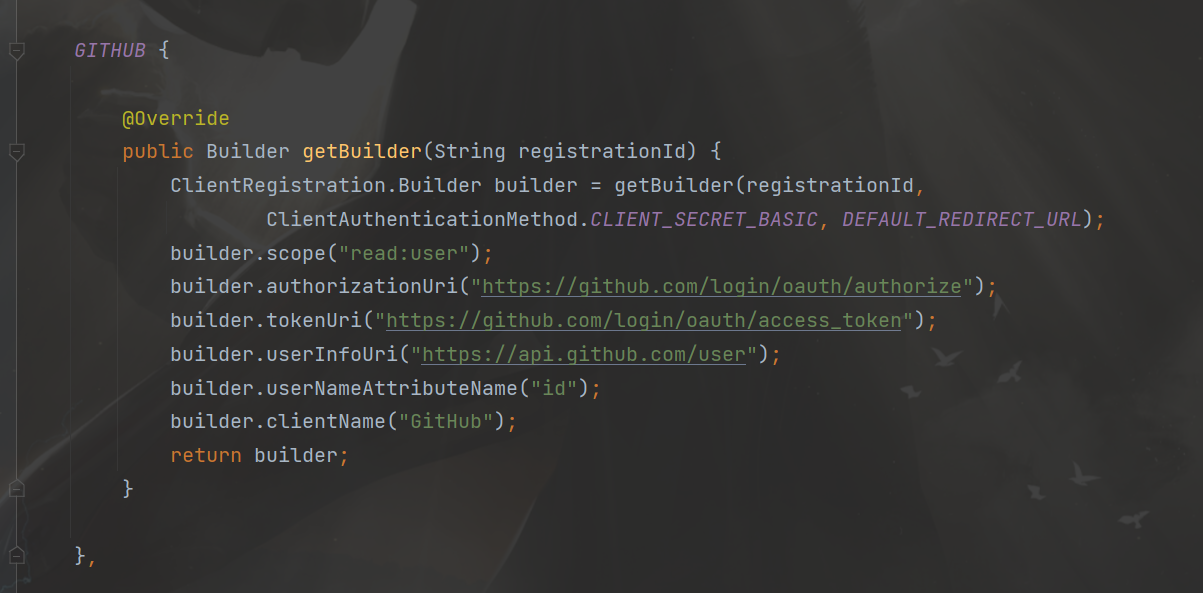 GITHUB {
@Override
public Builder getBuilder(String registrationId) {
ClientRegistration.Builder builder = getBuilder(registrationId,
ClientAuthenticationMethod.CLIENT_SECRET_BASIC, DEFAULT_REDIRECT_URL);
builder.scope("read:user");
builder.authorizationUri("https://github.com/login/oauth/authorize");
builder.tokenUri("https://github.com/login/oauth/access_token");
builder.userInfoUri("https://api.github.com/user");
builder.userNameAttributeName("id");
builder.clientName("GitHub");
return builder;
}
},